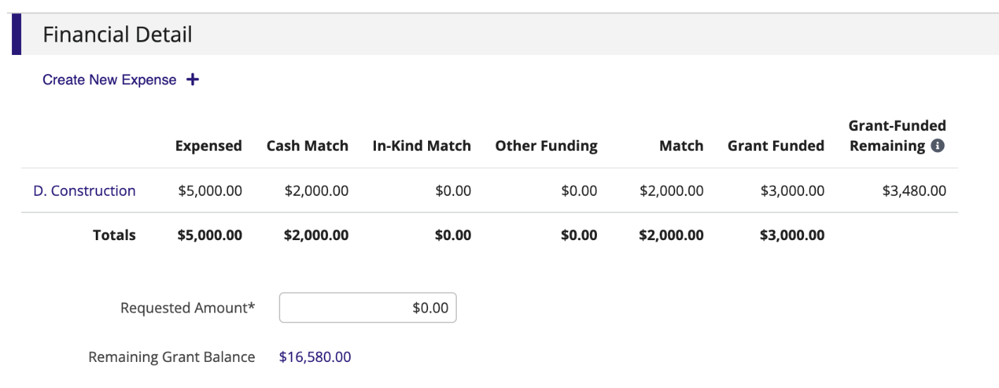 Financial Detail
Create New Expense +
Grant-Funded
Expensed Cash Match In-Kind Match Other Funding Match Grant Funded Remaining
D. Construction $5,000.00 $2,000.00 $0.00 $0.00 $2,000.00 $3,000.00 $3,480.00
Totals $5,000.00 $2,000.00 $0.00 $0.00 $2,000.00 $3,000.00
Requested Amount* $0.00
Remaining Grant Balance $16,580.00